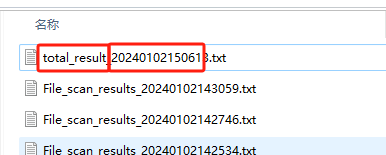 名称
total_result_20240102150613.txt
File_scan_results_20240102143059.txt
File_scan_results_20240102142746.txt
File_scan_results_20240102142534.txt